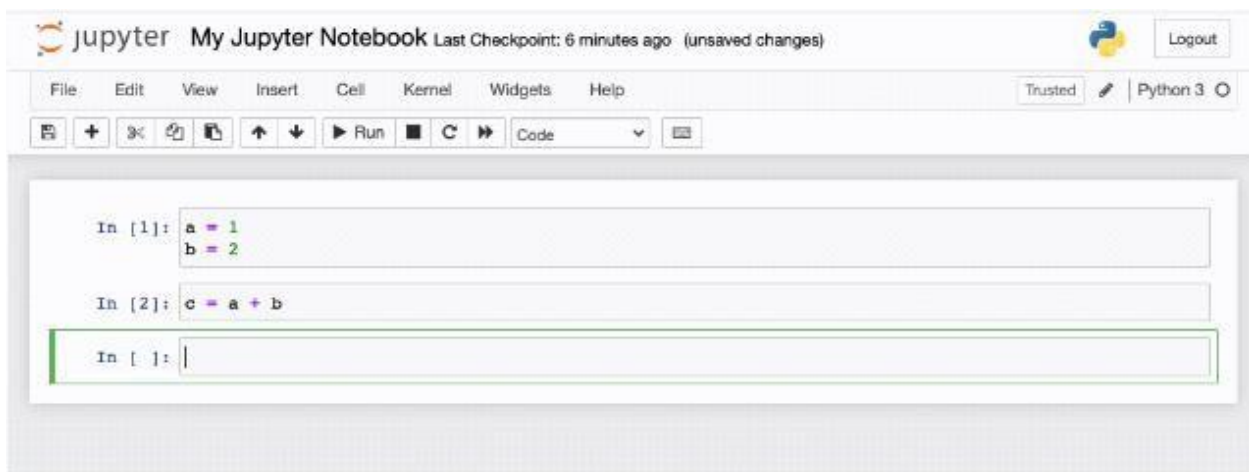 jupyter My Jupyter Notebook Last Checkpoint: 6 minutes ago (unsaved changes) Logout
File Edit View Insert Cell Kernel Widgets Help Trusted Python 3
Run Code
In [1]: a = 1
b = 2
In [2]: c = a + b
In [ ]: